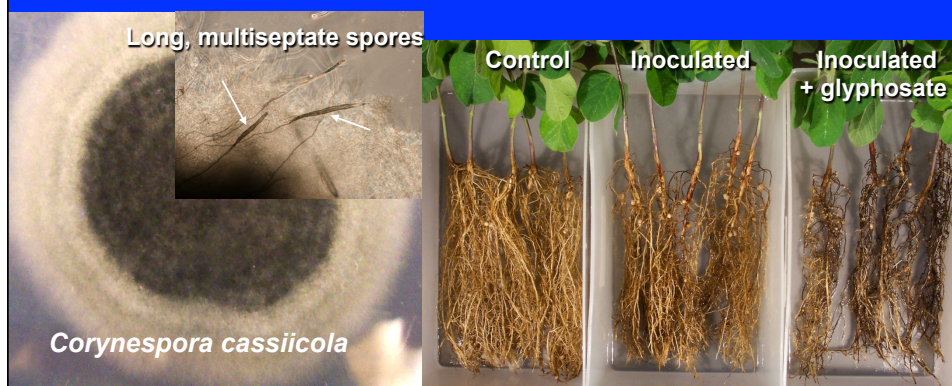 Long, multiseptate spores
Corynespora cassiicola
Control
Inoculated
Inoculated
+ glyphosate